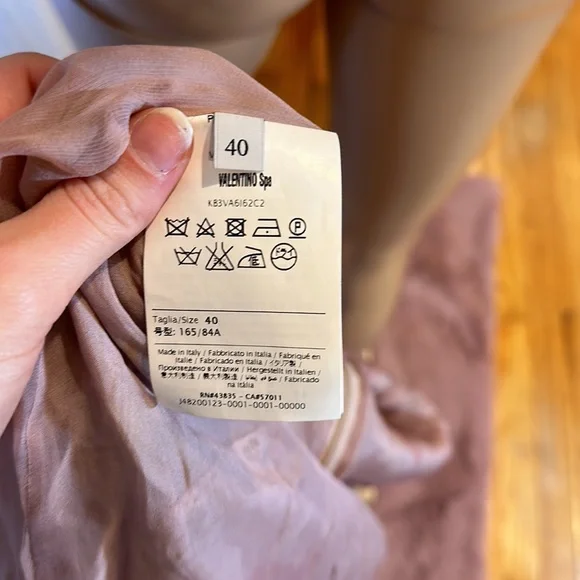 40
VALENTINO SpA
KB3VA6I62C2
P
Taglia/Size 40
号型: 165/84A
Made in Italy / Fabbricato in Italia / Fabriqué en
Italie / Fabricado en Italia / イタリア製 /
Произведено в Италии / Hergestellt in Italien /
意大利制造 / 義大利製造 / صنع في إيطاليا / Fabricado
na Itália
RN#43835 - CA#57011
J48200123-0001-0001-00000